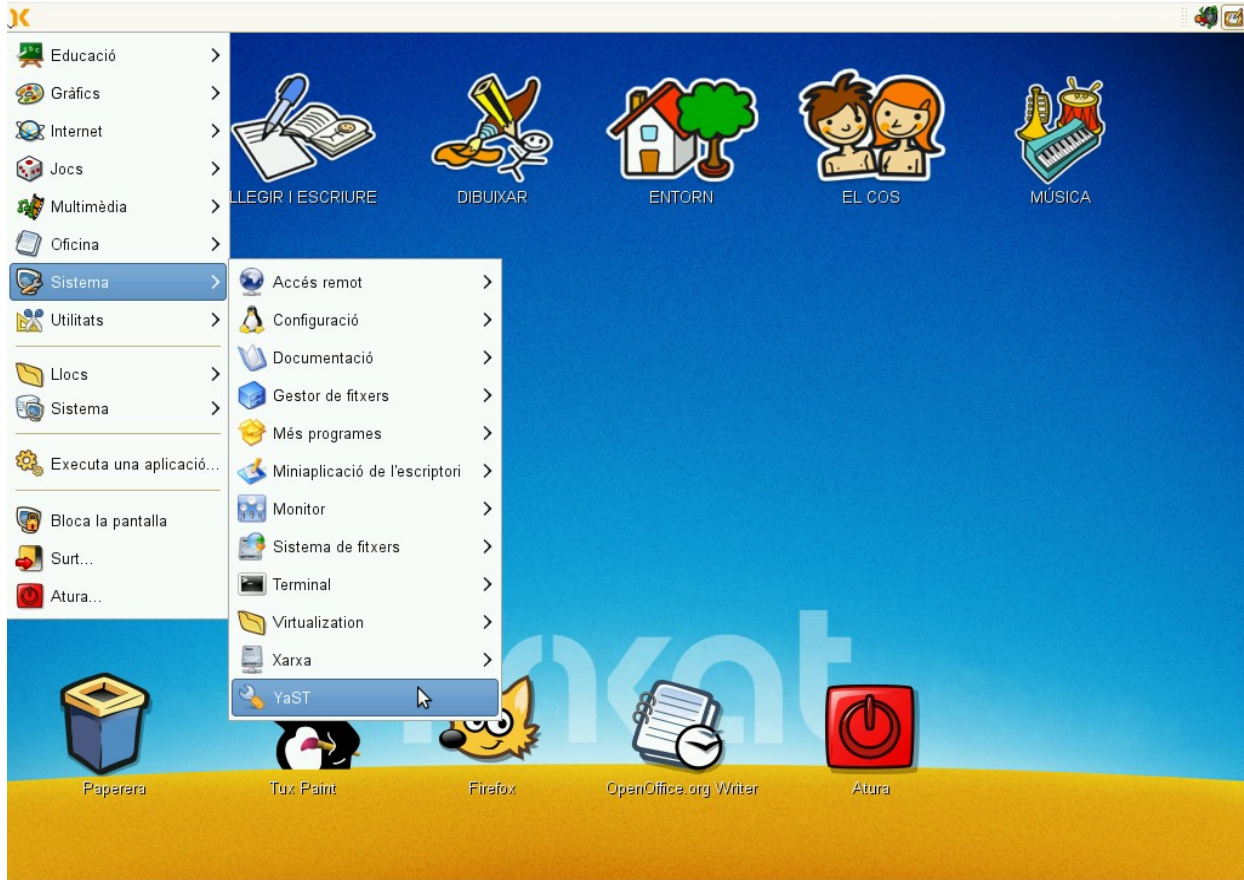 Educació
Gràfics
Internet
Jocs
Multimèdia
Oficina
Sistema
Utilitats
Llocs
Sistema
Executa una aplicació...
Bloca la pantalla
Surt...
Atura...
Accés remot
Configuració
Documentació
Gestor de fitxers
Més programes
Miniaplicació de l'escriptori
Monitor
Sistema de fitxers
Terminal
Virtualization
Xarxa
YaST
LLEGIR I ESCRIURE
DIBUIXAR
ENTORN
EL COS
MÚSICA
Paperera
Tux Paint
Firefox
OpenOffice.org Writer
Atura